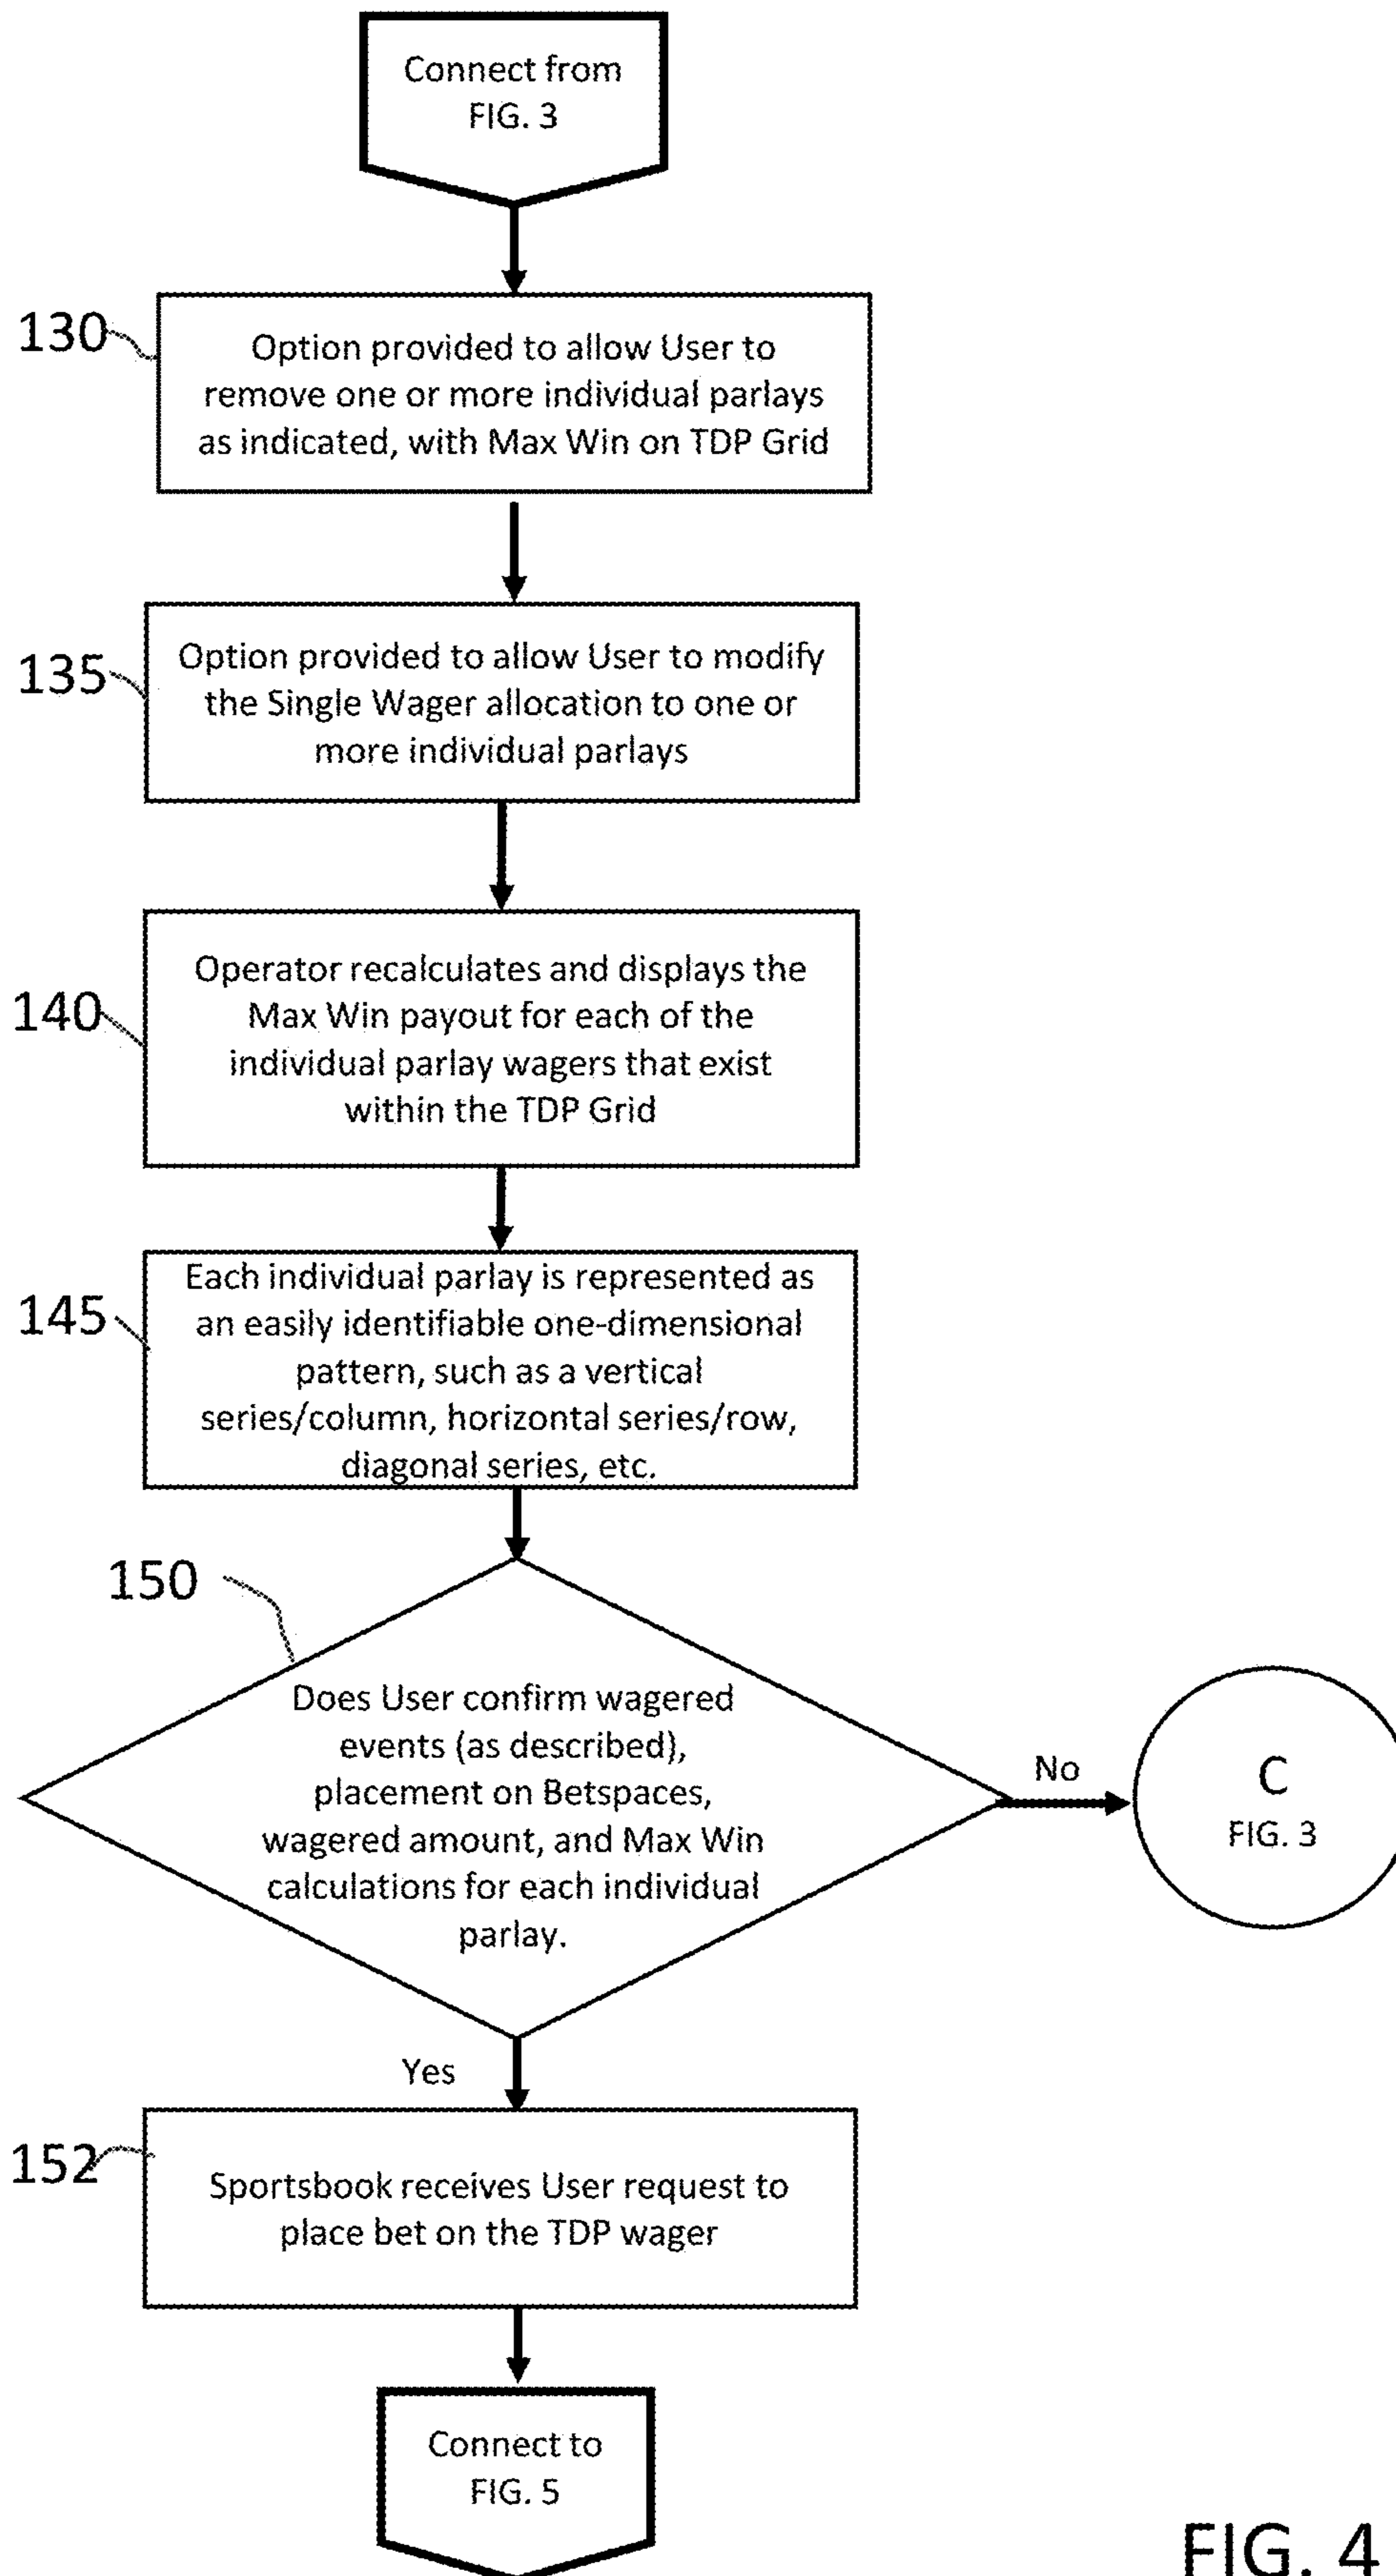 Connect from
FIG. 3
130
Option provided to allow User to
remove one or more individual parlays
as indicated, with Max Win on TDP Grid
135
Option provided to allow User to modify
the Single Wager allocation to one or
more individual parlays
140
Operator recalculates and displays the
Max Win payout for each of the
individual parlay wagers that exist
within the TDP Grid
145
Each individual parlay is represented as
an easily identifiable one-dimensional
pattern, such as a vertical
series/column, horizontal series/row,
diagonal series, etc.
150
Does User confirm wagered
events (as described),
placement on Betspaces,
wagered amount, and Max Win
calculations for each individual
parlay.
No
C
FIG. 3
Yes
152
Sportsbook receives User request to
place bet on the TDP wager
Connect to
FIG. 5
FIG. 4